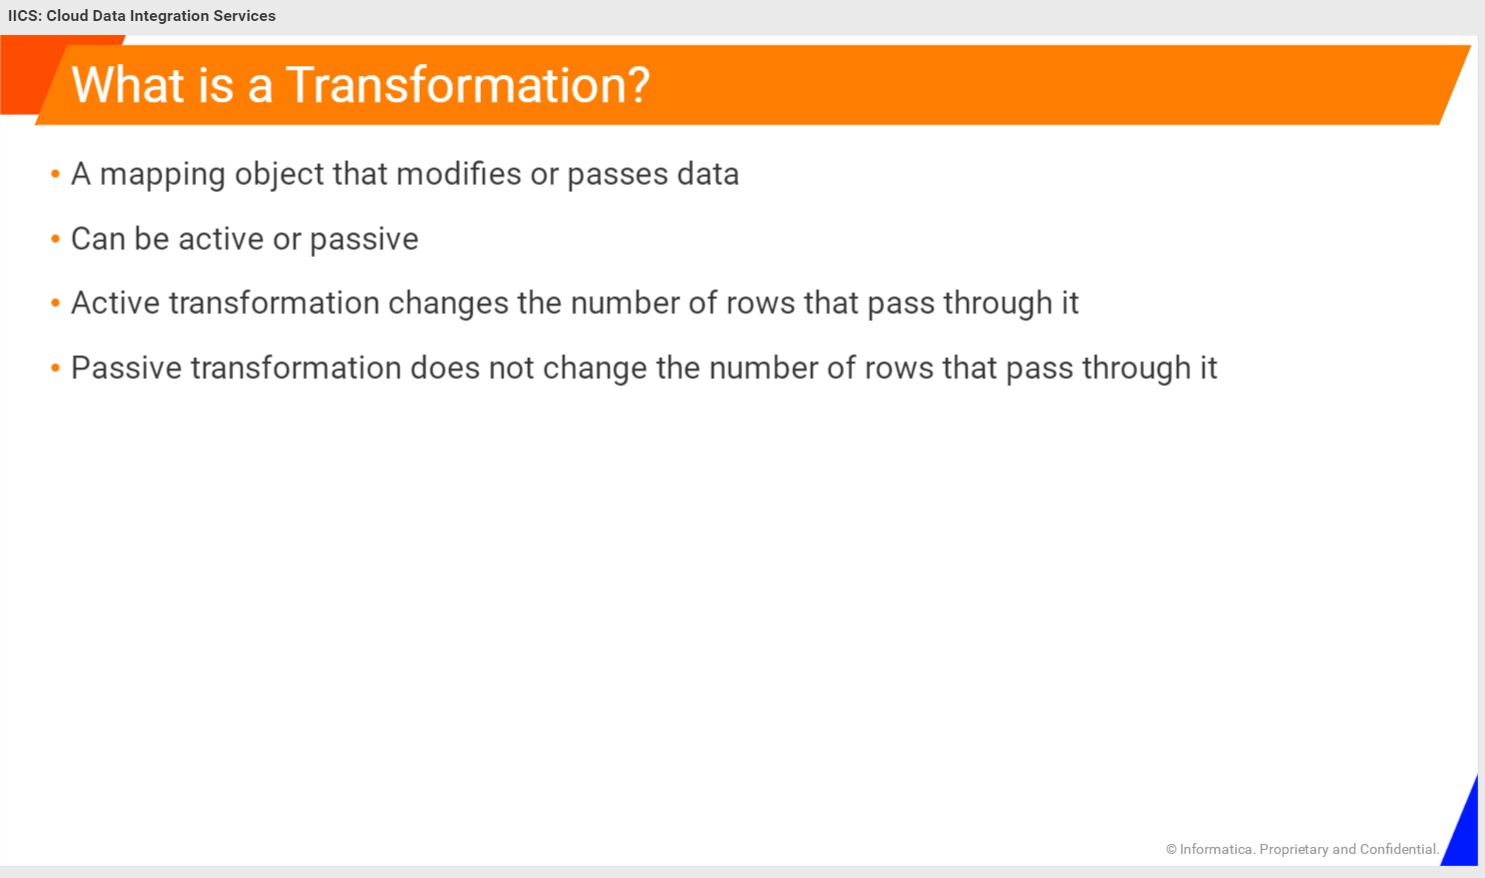 IICS: Cloud Data Integration Services
What is a Transformation?
• A mapping object that modifies or passes data
• Can be active or passive
• Active transformation changes the number of rows that pass through it
• Passive transformation does not change the number of rows that pass through it
© Informatica. Proprietary and Confidential.